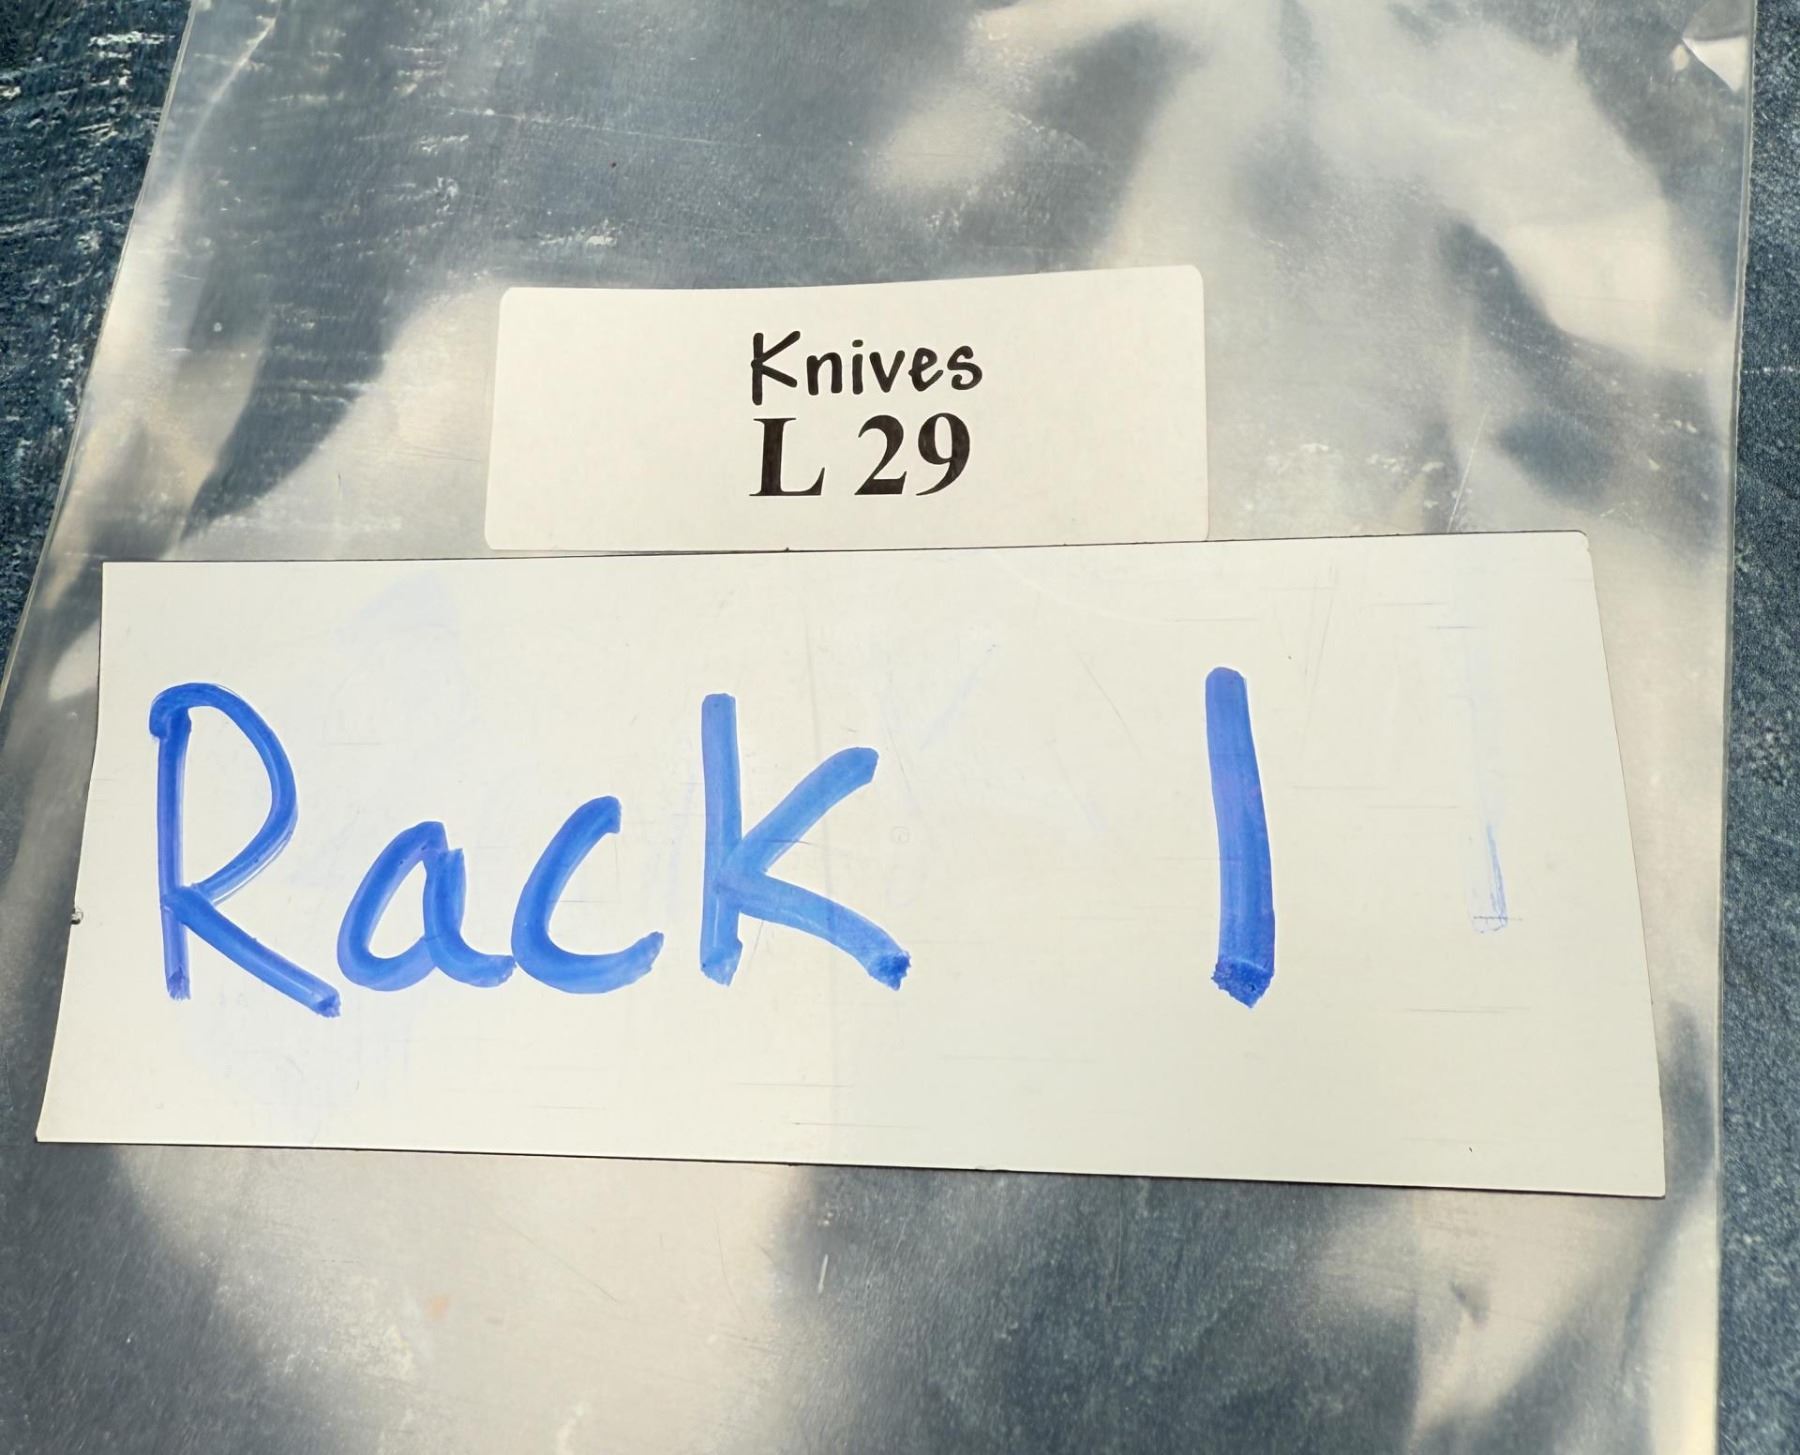 Knives
L 29
Rack 1